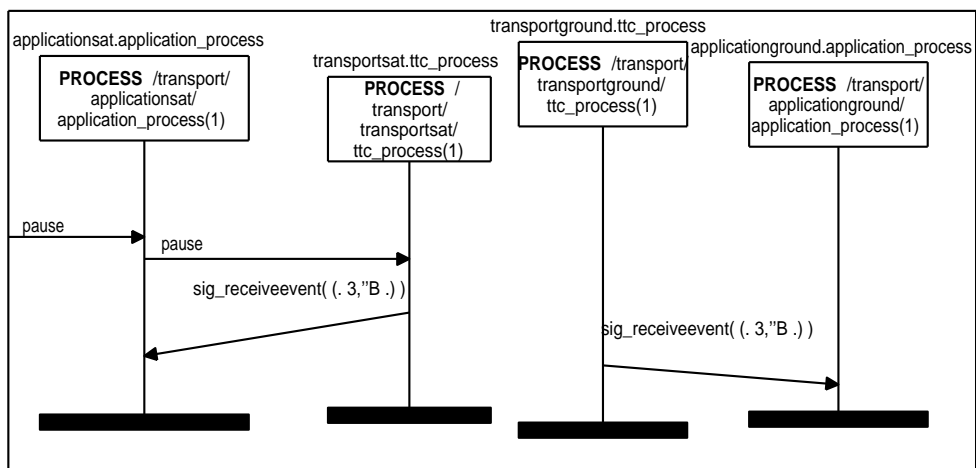 applicationsat.application_process
PROCESS /transport/
applicationsat/
application_process(1)
transportsat.ttc_process
PROCESS /
transport/
transportsat/
ttc_process(1)
transportground.ttc_process
PROCESS /transport/
transportground/
ttc_process(1)
applicationground.application_process
PROCESS /transport/
applicationground/
application_process(1)
pause
pause
sig_receiveevent( (. 3,''B .) )
sig_receiveevent( (. 3,''B .) )